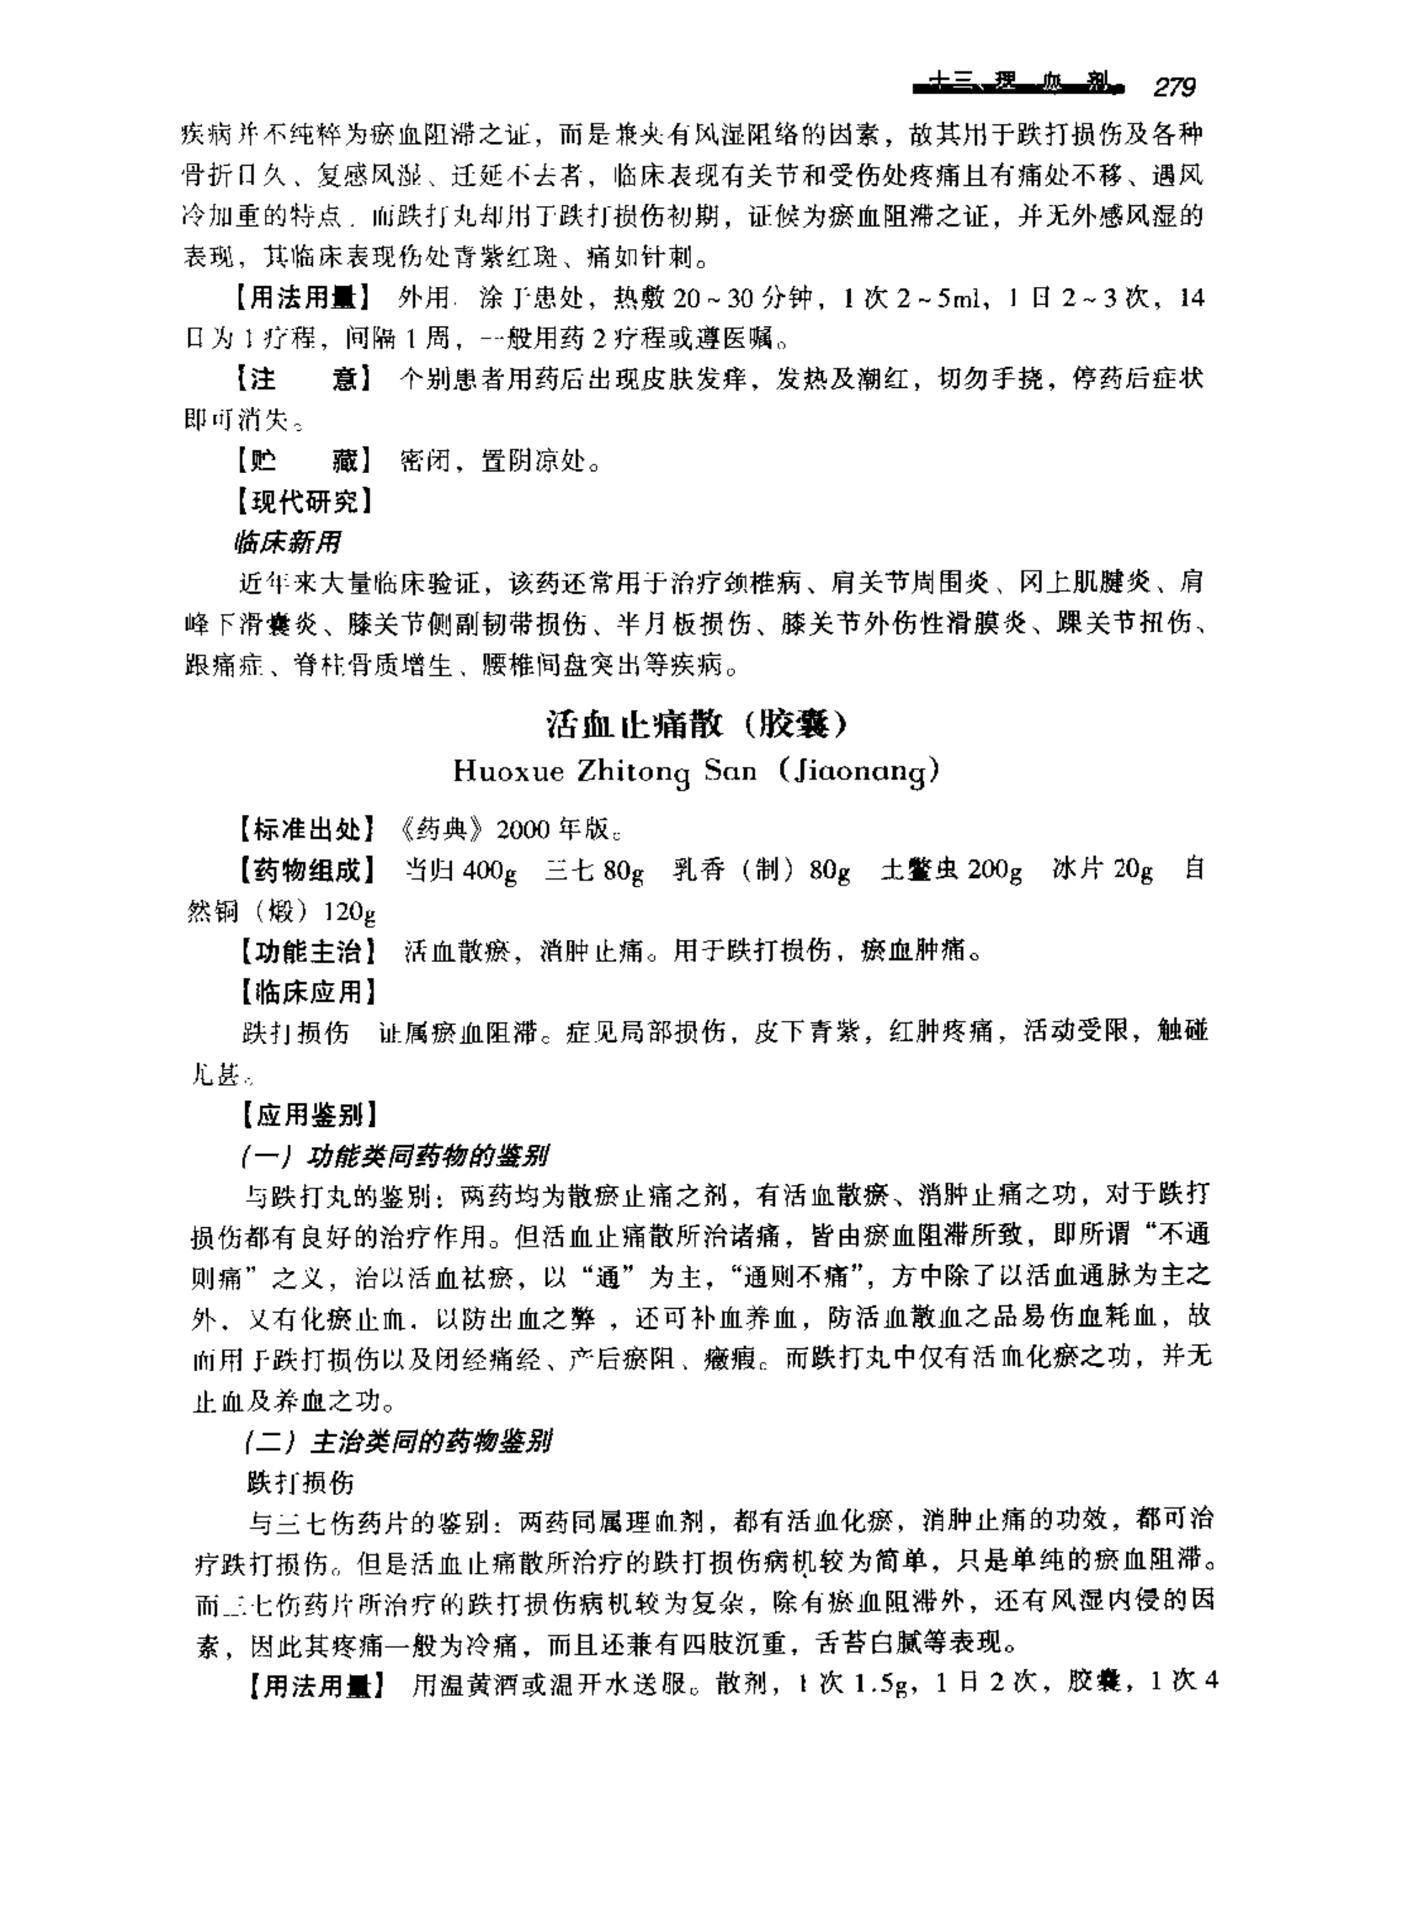 十三、理血剂 279
疾病并不纯粹为瘀血阻滞之证，而是兼夹有风湿阻络的因素，故其用于跌打损伤及各种
骨折日久、复感风湿、迁延不去者，临床表现有关节和受伤处疼痛且有痛处不移、遇风
冷加重的特点．而跌打丸却用于跌打损伤初期，证候为瘀血阻滞之证，并无外感风湿的
表现，其临床表现伤处青紫红斑、痛如针刺。
【用法用量】 外用．涂于患处，热敷 20～30 分钟，1 次 2～5ml，1 日 2～3 次，14
日为 1 疗程，间隔 1 周，一般用药 2 疗程或遵医嘱。
【注　　意】 个别患者用药后出现皮肤发痒，发热及潮红，切勿手挠，停药后症状
即可消失。
【贮　　藏】 密闭，置阴凉处。
【现代研究】
临床新用
近年来大量临床验证，该药还常用于治疗颈椎病、肩关节周围炎、冈上肌腱炎、肩
峰下滑囊炎、膝关节侧副韧带损伤、半月板损伤、膝关节外伤性滑膜炎、踝关节扭伤、
跟痛症、脊柱骨质增生、腰椎间盘突出等疾病。
活血止痛散（胶囊）
Huoxue Zhitong San（Jiaonang）
【标准出处】《药典》2000 年版。
【药物组成】 当归 400g 三七 80g 乳香（制）80g 土鳖虫 200g 冰片 20g 自
然铜（煅）120g
【功能主治】 活血散瘀，消肿止痛。用于跌打损伤，瘀血肿痛。
【临床应用】
跌打损伤 证属瘀血阻滞。症见局部损伤，皮下青紫，红肿疼痛，活动受限，触碰
尤甚。
【应用鉴别】
（一）功能类同药物的鉴别
与跌打丸的鉴别：两药均为散瘀止痛之剂，有活血散瘀、消肿止痛之功，对于跌打
损伤都有良好的治疗作用。但活血止痛散所治诸痛，皆由瘀血阻滞所致，即所谓“不通
则痛”之义，治以活血祛瘀，以“通”为主，“通则不痛”，方中除了以活血通脉为主之
外．又有化瘀止血．以防出血之弊，还可补血养血，防活血散血之品易伤血耗血，故
而用于跌打损伤以及闭经痛经、产后瘀阻、癥瘕。而跌打丸中仅有活血化瘀之功，并无
止血及养血之功。
（二）主治类同的药物鉴别
跌打损伤
与三七伤药片的鉴别：两药同属理血剂，都有活血化瘀，消肿止痛的功效，都可治
疗跌打损伤。但是活血止痛散所治疗的跌打损伤病机较为简单，只是单纯的瘀血阻滞。
而三七伤药片所治疗的跌打损伤病机较为复杂，除有瘀血阻滞外，还有风湿内侵的因
素，因此其疼痛一般为冷痛，而且还兼有四肢沉重，舌苔白腻等表现。
【用法用量】 用温黄酒或温开水送服。散剂，1 次 1.5g，1 日 2 次，胶囊，1 次 4